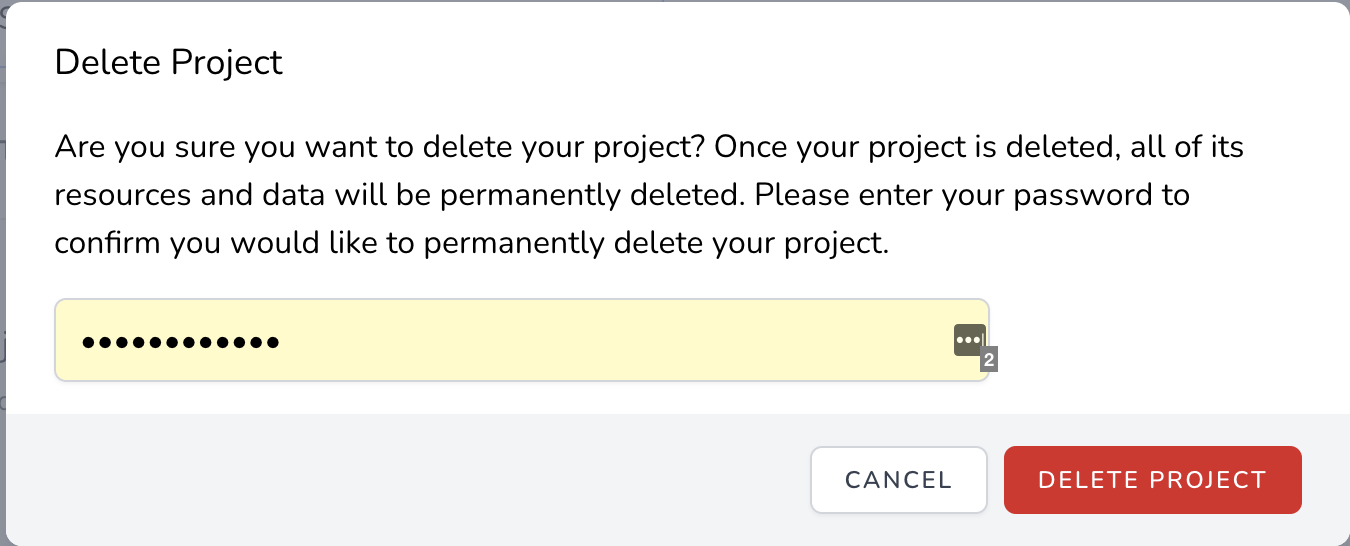 Delete Project
Are you sure you want to delete your project? Once your project is deleted, all of its
resources and data will be permanently deleted. Please enter your password to
confirm you would like to permanently delete your project.
••••••••••••
2
CANCEL
DELETE PROJECT